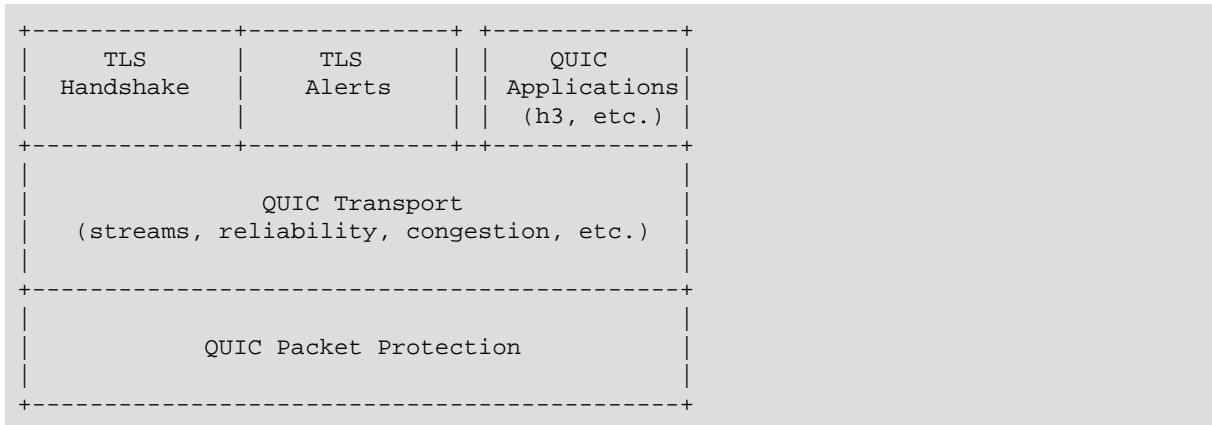 +--------------+--------------+ +-------------+
|     TLS      |     TLS      | |    QUIC     |
|  Handshake   |    Alerts    | | Applications|
|              |              | |  (h3, etc.) |
+--------------+--------------+-+-------------+
|                                             |
|                QUIC Transport               |
|   (streams, reliability, congestion, etc.)  |
|                                             |
+---------------------------------------------+
|                                             |
|            QUIC Packet Protection           |
|                                             |
+---------------------------------------------+